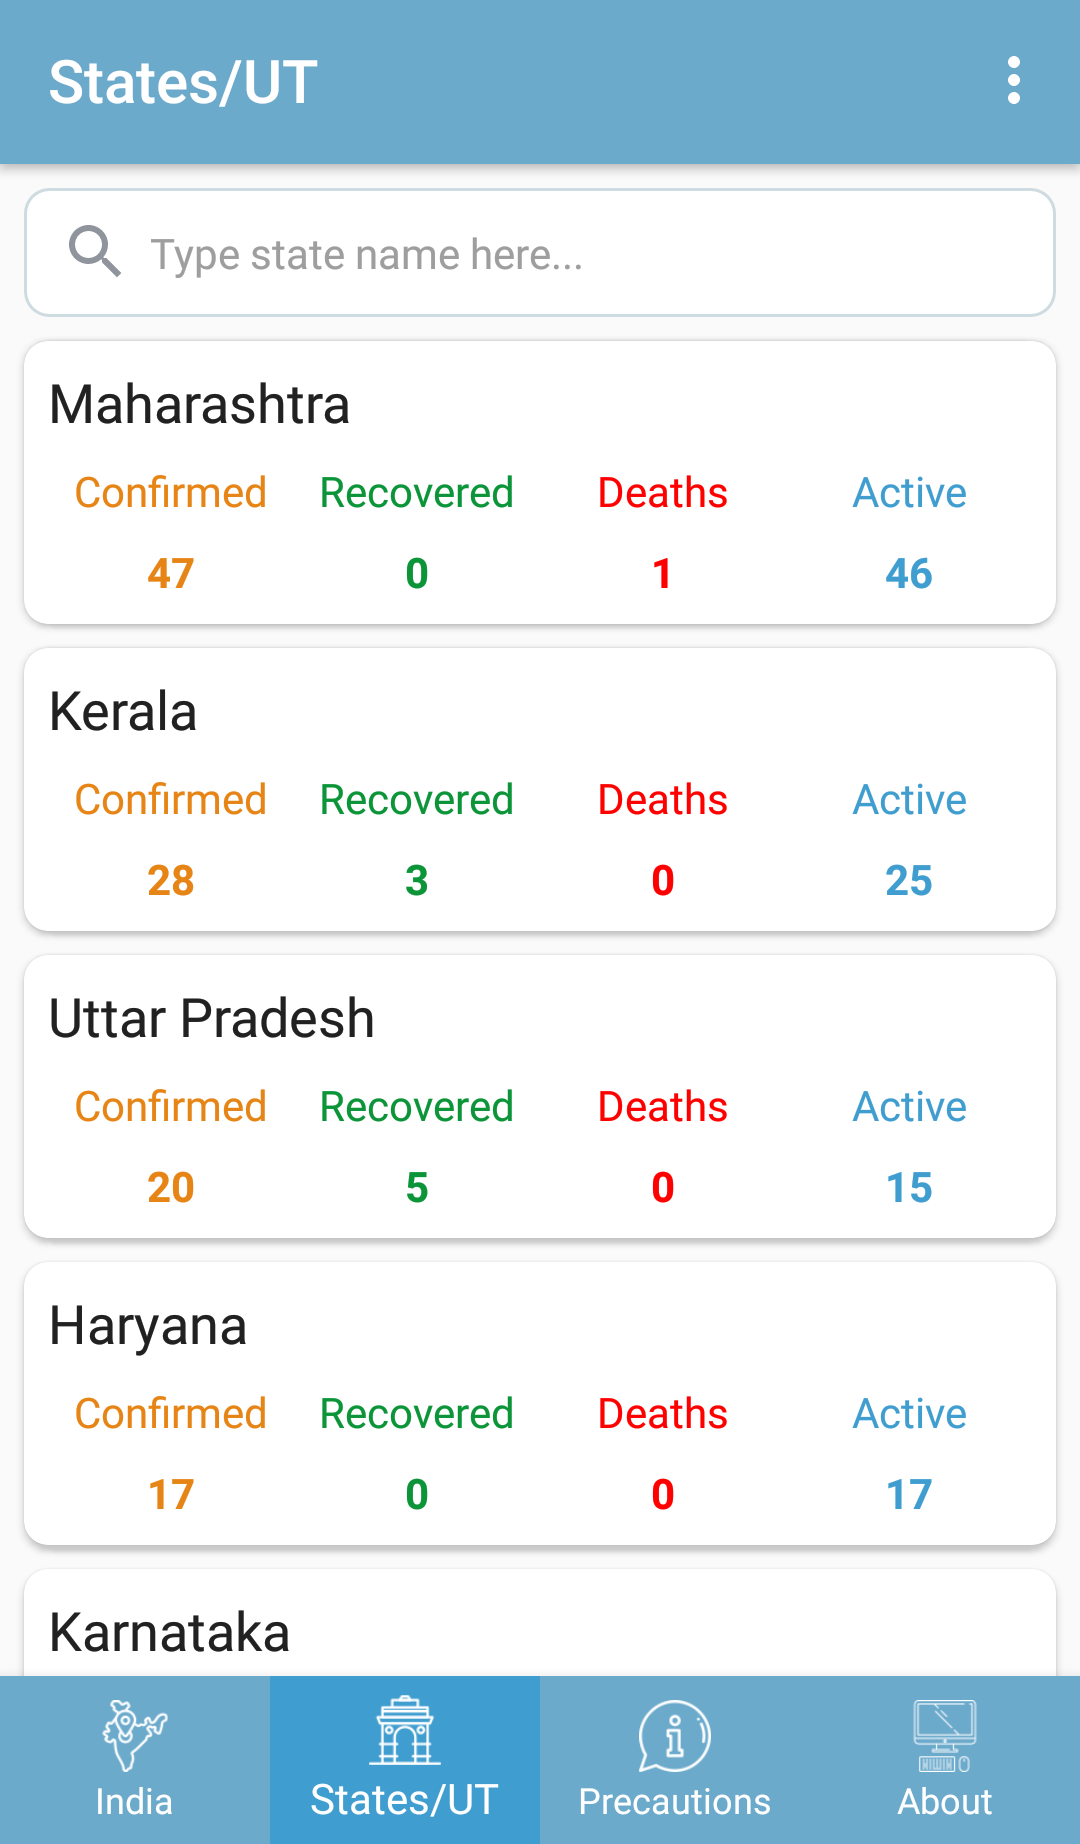 States/UT
Type state name here...
Maharashtra
Confirmed Recovered Deaths Active
47 0 1 46
Kerala
Confirmed Recovered Deaths Active
28 3 0 25
Uttar Pradesh
Confirmed Recovered Deaths Active
20 5 0 15
Haryana
Confirmed Recovered Deaths Active
17 0 0 17
Karnataka
India States/UT Precautions About